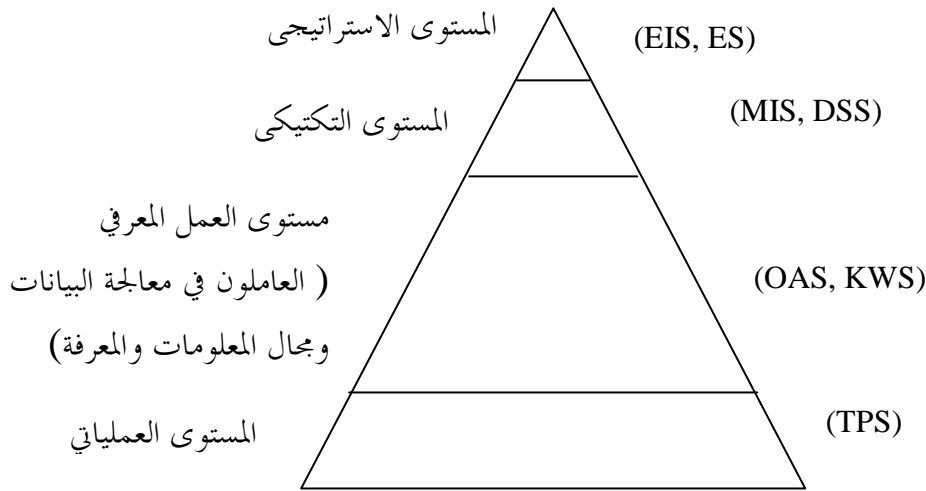 المستوى الاستراتيجى
(EIS, ES)
المستوى التكتيكى
(MIS, DSS)
مستوى العمل المعرفي
( العاملون في معالجة البيانات
ومجال المعلومات والمعرفة)
(OAS, KWS)
المستوى العملياتي
(TPS)